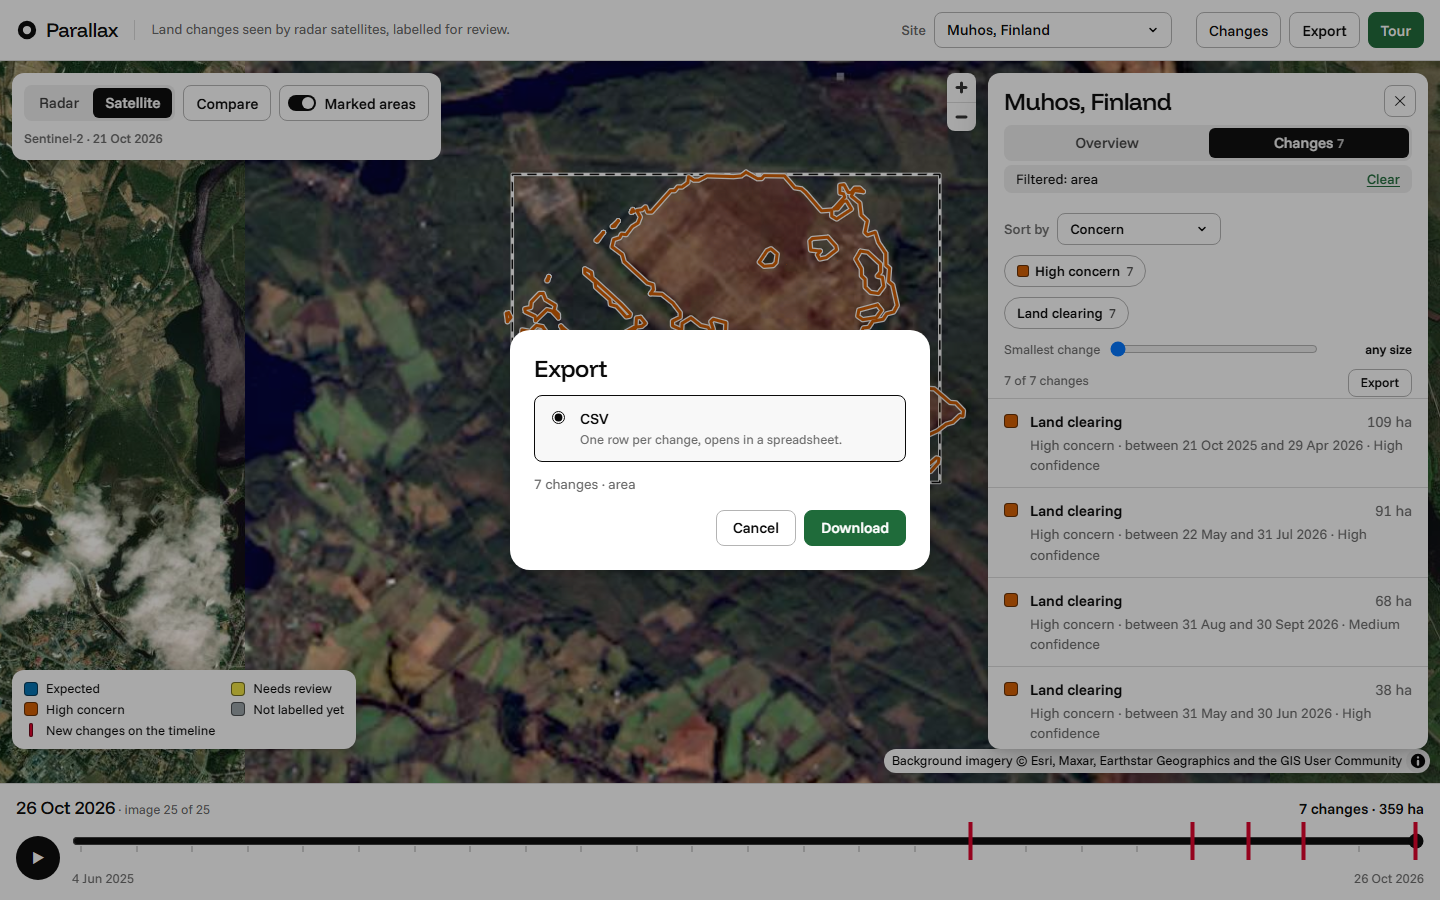 Parallax
Land changes seen by radar satellites, labelled for review.
Site
Muhos, Finland
Changes
Export
Tour
Radar
Satellite
Compare
Marked areas
Sentinel-2 · 21 Oct 2026
+
−
Muhos, Finland
Overview
Changes 7
Filtered: area
Clear
Sort by
Concern
High concern 7
Land clearing 7
Smallest change
any size
7 of 7 changes
Export
Land clearing
109 ha
High concern · between 21 Oct 2025 and 29 Apr 2026 · High
confidence
Land clearing
91 ha
High concern · between 22 May and 31 Jul 2026 · High
confidence
Land clearing
68 ha
High concern · between 31 Aug and 30 Sept 2026 · Medium
confidence
Land clearing
38 ha
High concern · between 31 May and 30 Jun 2026 · High
confidence
Export
CSV
One row per change, opens in a spreadsheet.
7 changes · area
Cancel
Download
Expected
Needs review
High concern
Not labelled yet
New changes on the timeline
Background imagery © Esri, Maxar, Earthstar Geographics and the GIS User Community
26 Oct 2026 · image 25 of 25
7 changes · 359 ha
4 Jun 2025
26 Oct 2026